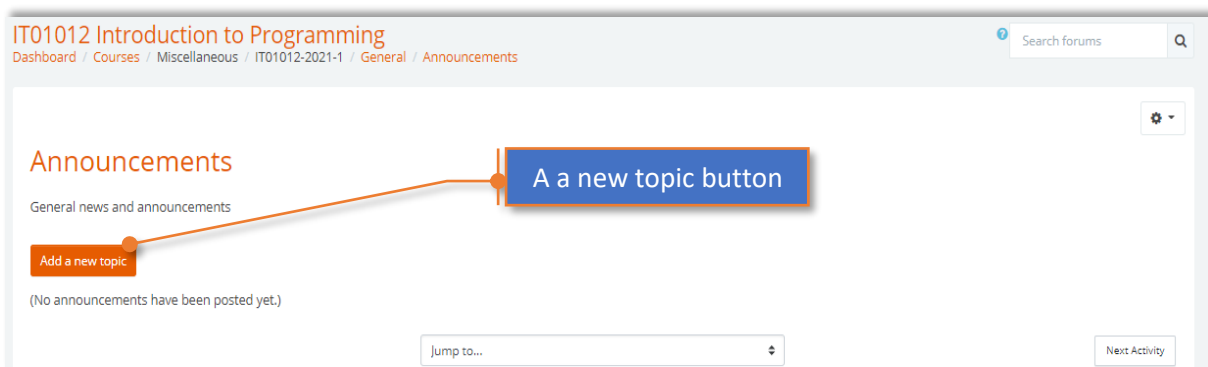 IT01012 Introduction to Programming
Dashboard / Courses / Miscellaneous / IT01012-2021-1 / General / Announcements
Search forums
Announcements
A a new topic button
General news and announcements
Add a new topic
(No announcements have been posted yet.)
Jump to...
Next Activity